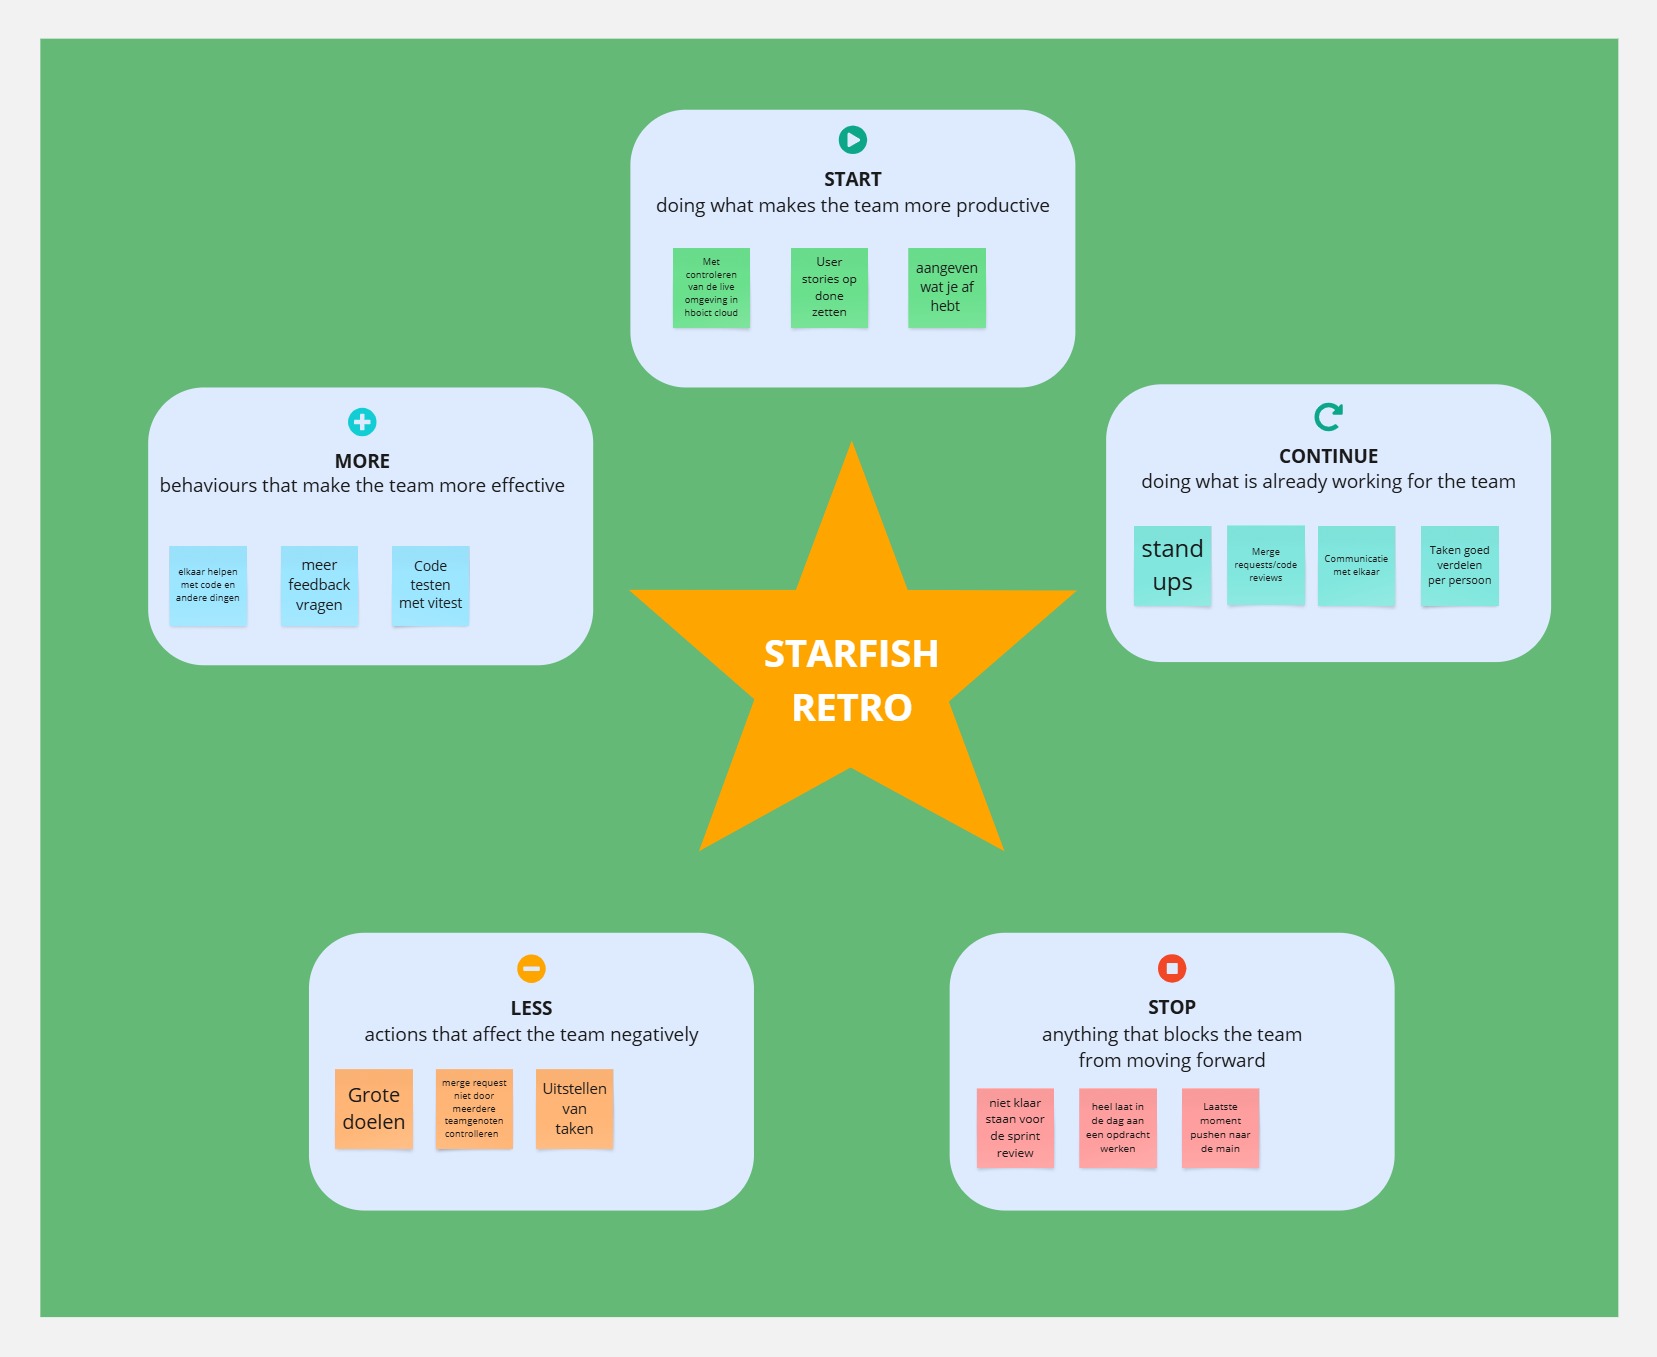 START
doing what makes the team more productive
Met
controleren
van de live
omgeving in
hboict cloud
User
stories op
done
zetten
aangeven
wat je af
hebt
MORE
behaviours that make the team more effective
elkaar helpen
met code en
andere dingen
meer
feedback
vragen
Code
testen
met vitest
CONTINUE
doing what is already working for the team
stand
ups
Merge
requests/code
reviews
Communicatie
met elkaar
Taken goed
verdelen
per persoon
STARFISH
RETRO
LESS
actions that affect the team negatively
Grote
doelen
merge request
niet door
meerdere
teamgenoten
controlleren
Uitstellen
van
taken
STOP
anything that blocks the team
from moving forward
niet klaar
staan voor
de sprint
review
heel laat in
de dag aan
een opdracht
werken
Laatste
moment
pushen naar
de main